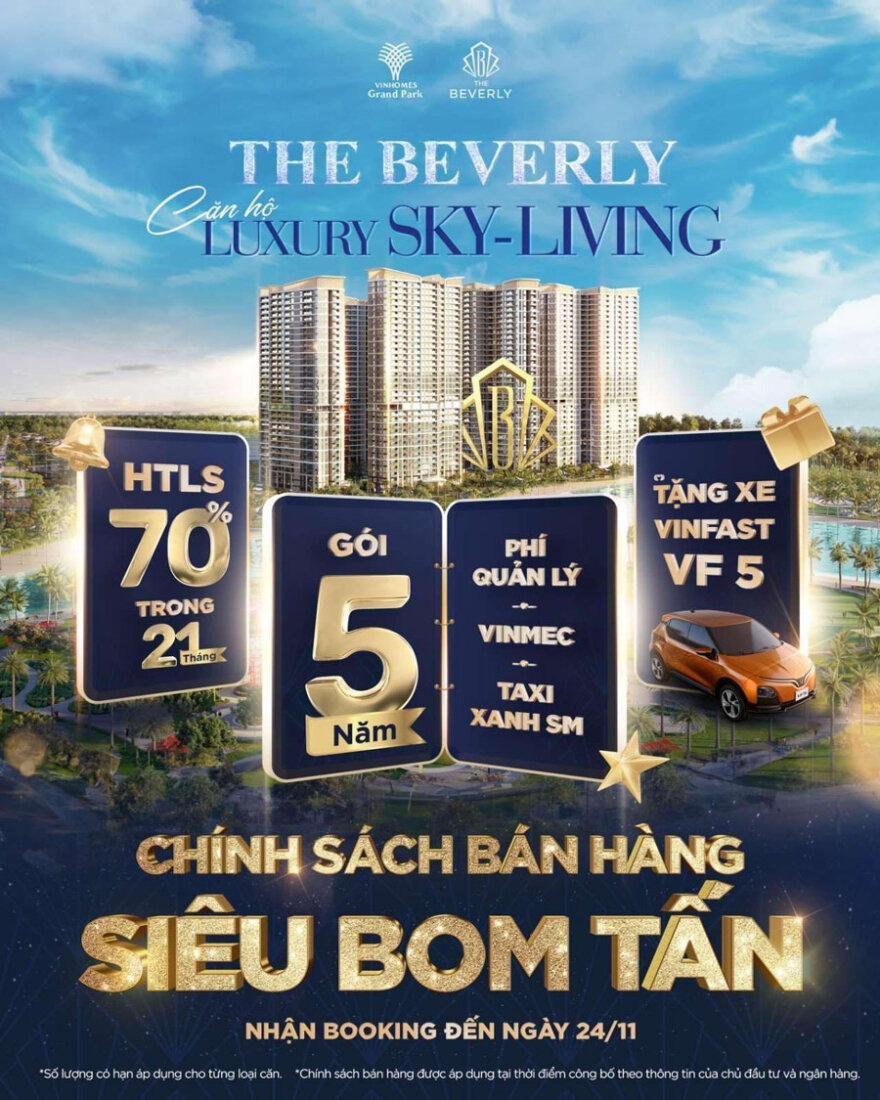 VINHOMES
Grand Park
B
THE
BEVERLY
THE BEVERLY
Căn hộ
LUXURY SKY-LIVING
B
HTLS
70%
TRONG
21 Tháng
GÓI
5
Năm
PHÍ
QUẢN LÝ
VINMEC
TAXI
XANH SM
TẶNG XE
VINFAST
VF 5
CHÍNH SÁCH BÁN HÀNG
SIÊU BOM TẤN
NHẬN BOOKING ĐẾN NGÀY 24/11
*Số lượng có hạn áp dụng cho từng loại căn. *Chính sách bán hàng được áp dụng tại thời điểm công bố theo thông tin của chủ đầu tư và ngân hàng.